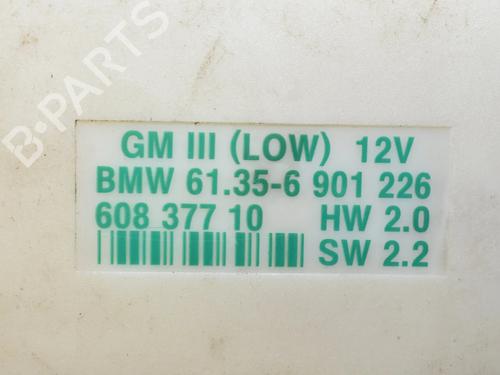 B-PARTS
GM III (LOW) 12V
BMW 61.35-6 901 226
608 377 10 HW 2.0
SW 2.2